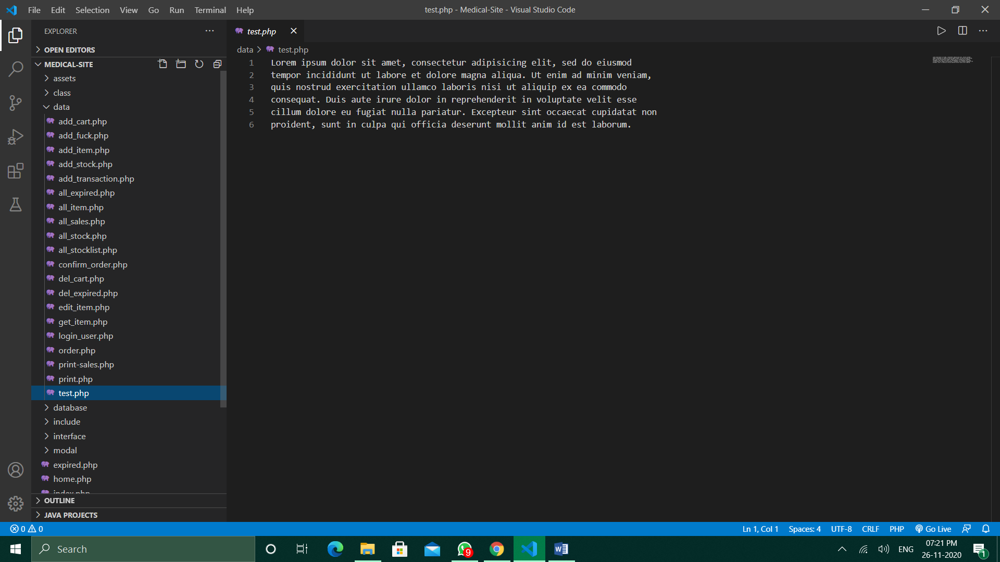 File Edit Selection View Go Run Terminal Help
test.php - Medical-Site - Visual Studio Code
EXPLORER
OPEN EDITORS
MEDICAL-SITE
assets
class
data
add_cart.php
add_fuck.php
add_item.php
add_stock.php
add_transaction.php
all_expired.php
all_item.php
all_sales.php
all_stock.php
all_stocklist.php
confirm_order.php
del_cart.php
del_expired.php
edit_item.php
get_item.php
login_user.php
order.php
print-sales.php
print.php
test.php
database
include
interface
modal
expired.php
home.php
index.php
OUTLINE
JAVA PROJECTS
test.php
data > test.php
1 Lorem ipsum dolor sit amet, consectetur adipisicing elit, sed do eiusmod
2 tempor incididunt ut labore et dolore magna aliqua. Ut enim ad minim veniam,
3 quis nostrud exercitation ullamco laboris nisi ut aliquip ex ea commodo
4 consequat. Duis aute irure dolor in reprehenderit in voluptate velit esse
5 cillum dolore eu fugiat nulla pariatur. Excepteur sint occaecat cupidatat non
6 proident, sunt in culpa qui officia deserunt mollit anim id est laborum.
0 0
Ln 1, Col 1 Spaces: 4 UTF-8 CRLF PHP Go Live
Search
9
ENG
07:21 PM
26-11-2020
1